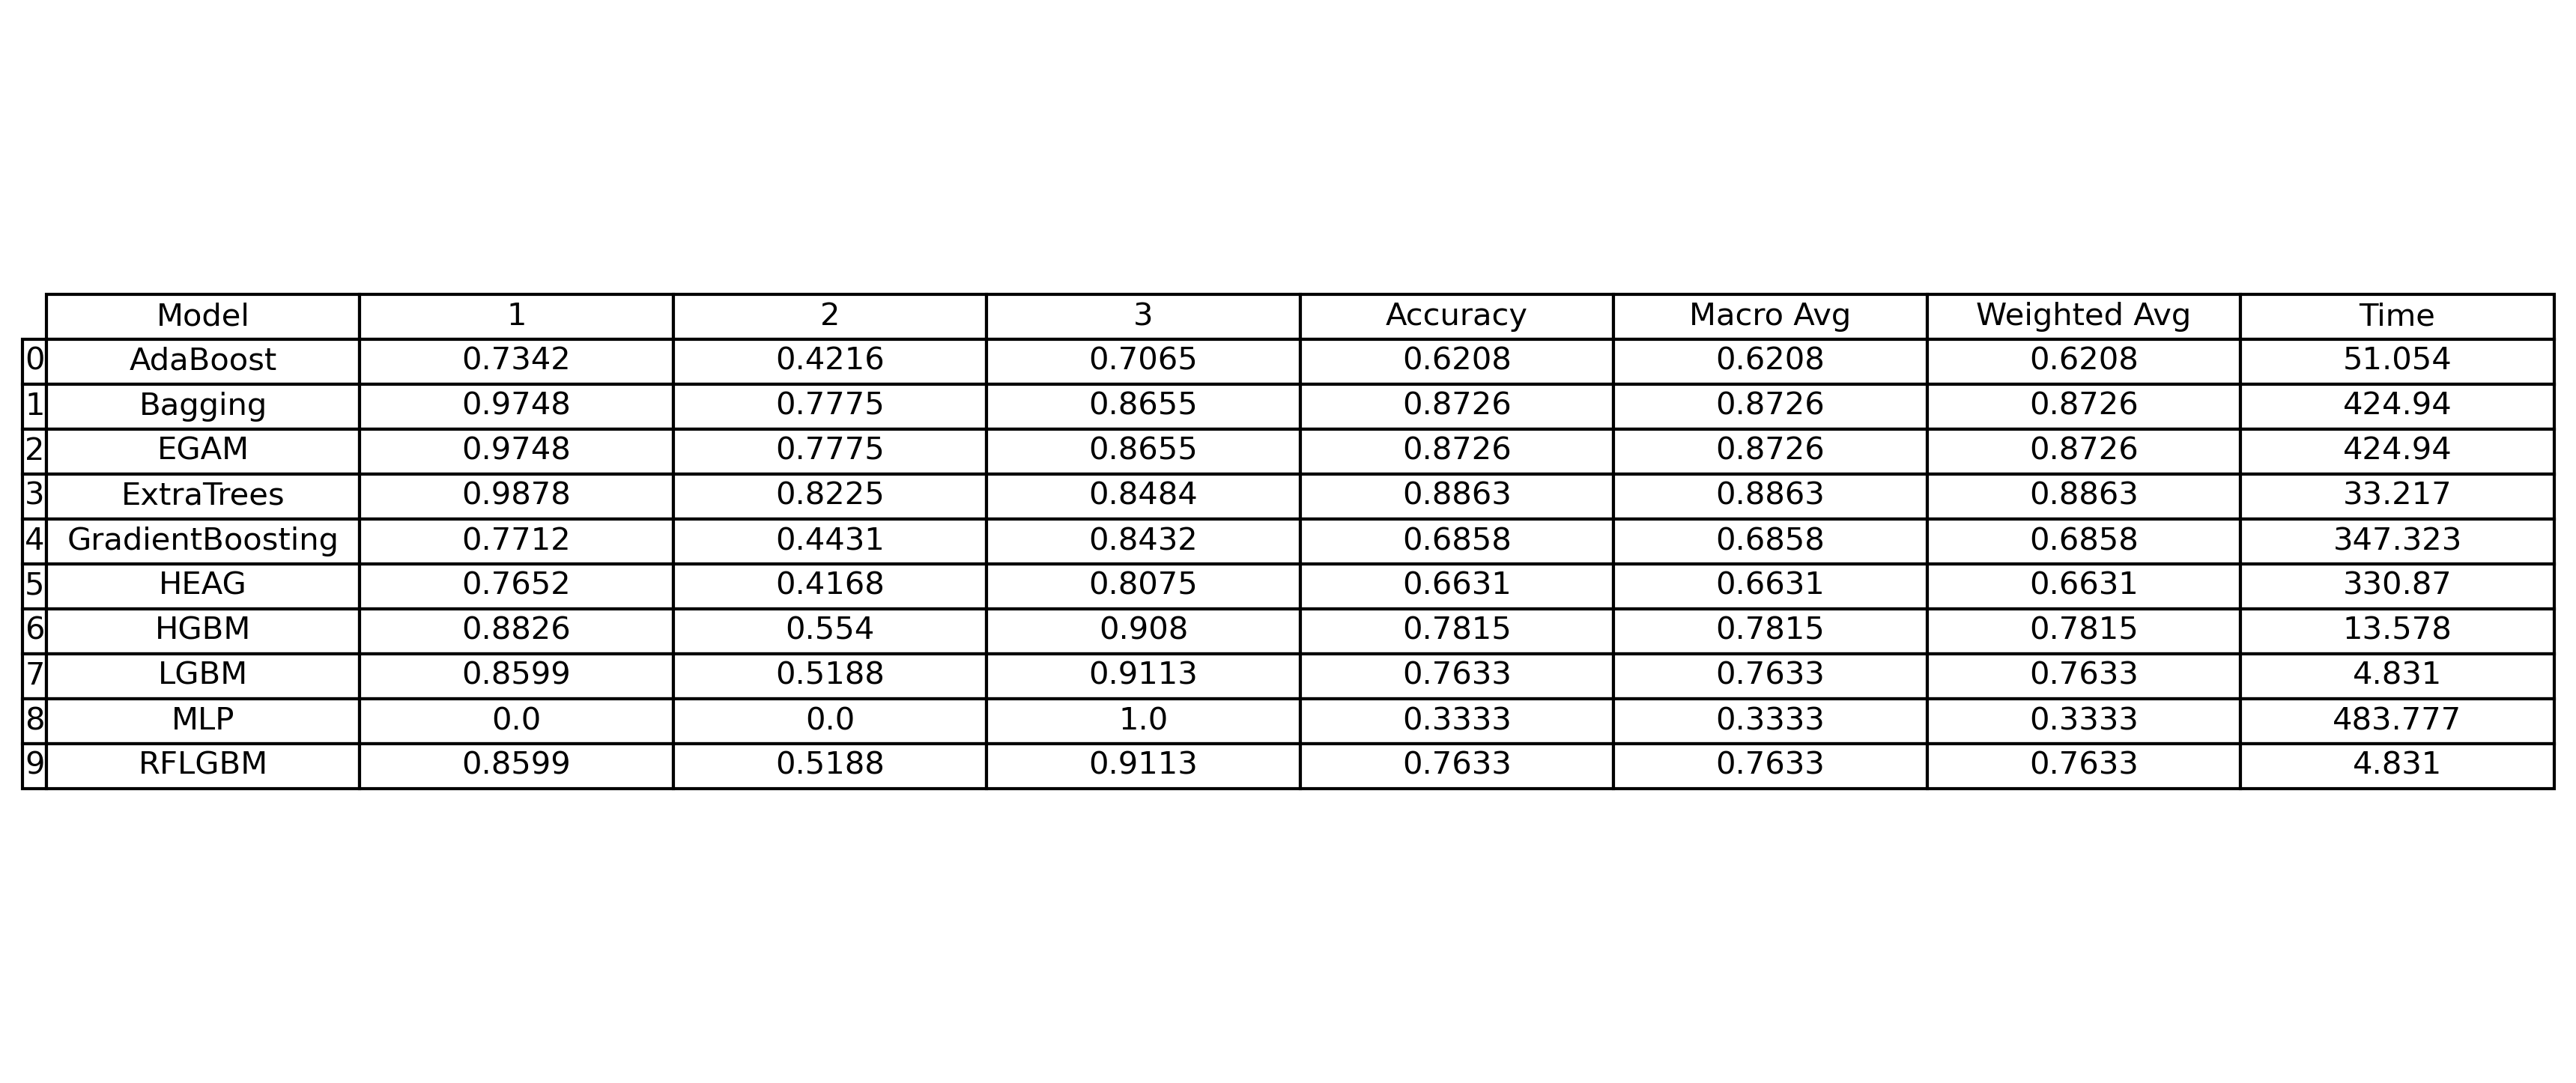 Model 1 2 3 Accuracy Macro Avg Weighted Avg Time
0 AdaBoost 0.7342 0.4216 0.7065 0.6208 0.6208 0.6208 51.054
1 Bagging 0.9748 0.7775 0.8655 0.8726 0.8726 0.8726 424.94
2 EGAM 0.9748 0.7775 0.8655 0.8726 0.8726 0.8726 424.94
3 ExtraTrees 0.9878 0.8225 0.8484 0.8863 0.8863 0.8863 33.217
4 GradientBoosting 0.7712 0.4431 0.8432 0.6858 0.6858 0.6858 347.323
5 HEAG 0.7652 0.4168 0.8075 0.6631 0.6631 0.6631 330.87
6 HGBM 0.8826 0.554 0.908 0.7815 0.7815 0.7815 13.578
7 LGBM 0.8599 0.5188 0.9113 0.7633 0.7633 0.7633 4.831
8 MLP 0.0 0.0 1.0 0.3333 0.3333 0.3333 483.777
9 RFLGBM 0.8599 0.5188 0.9113 0.7633 0.7633 0.7633 4.831